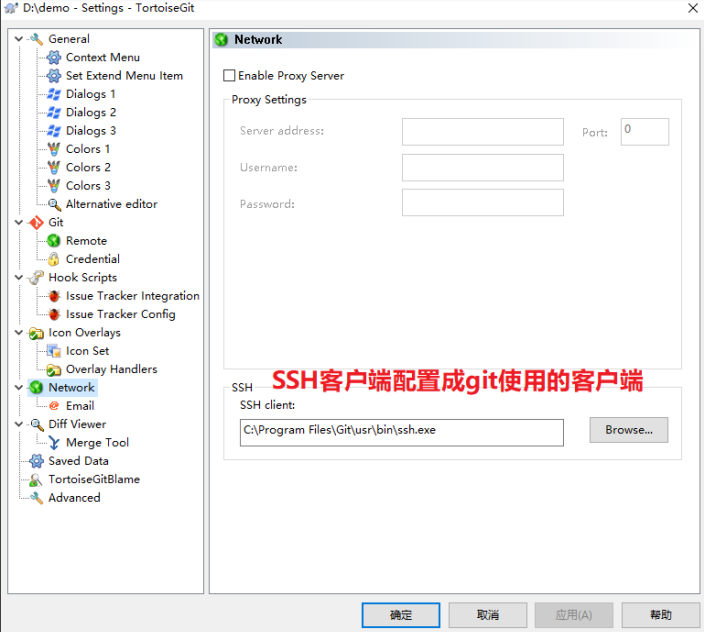 D:\demo - Settings - TortoiseGit
General
Context Menu
Set Extend Menu Item
Dialogs 1
Dialogs 2
Dialogs 3
Colors 1
Colors 2
Colors 3
Alternative editor
Git
Remote
Credential
Hook Scripts
Issue Tracker Integration
Issue Tracker Config
Icon Overlays
Icon Set
Overlay Handlers
Network
Email
Diff Viewer
Merge Tool
Saved Data
TortoiseGitBlame
Advanced
Network
Enable Proxy Server
Proxy Settings
Server address:
Port: 0
Username:
Password:
SSH客户端配置成git使用的客户端
SSH
SSH client:
C:\Program Files\Git\usr\bin\ssh.exe
Browse...
确定 取消 应用(A) 帮助